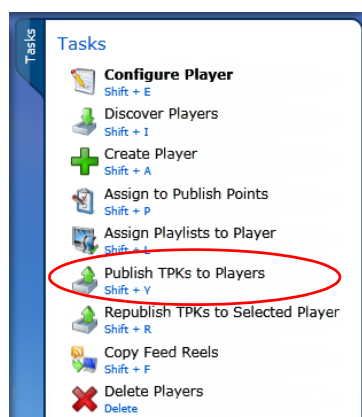 Tasks
Tasks
Configure Player
Shift + E
Discover Players
Shift + I
Create Player
Shift + A
Assign to Publish Points
Shift + P
Assign Playlists to Player
Shift + L
Publish TPKs to Players
Shift + Y
Republish TPKs to Selected Player
Shift + R
Copy Feed Reels
Shift + F
Delete Players
Delete